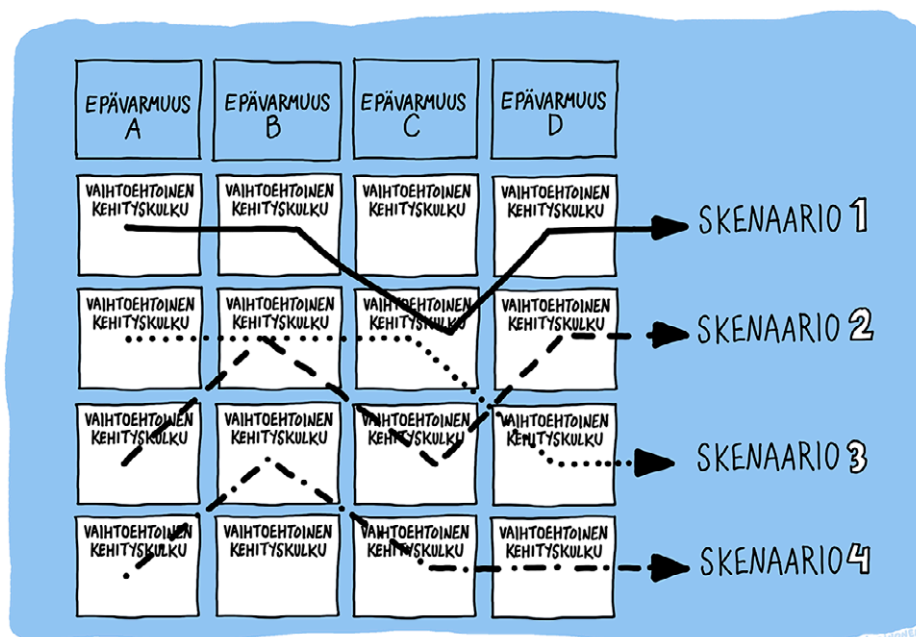 EPÄVARMUUS
A
EPÄVARMUUS
B
EPÄVARMUUS
C
EPÄVARMUUS
D
VAIHTOEHTOINEN
KEHITYSKULKU
VAIHTOEHTOINEN
KEHITYSKULKU
VAIHTOEHTOINEN
KEHITYSKULKU
VAIHTOEHTOINEN
KEHITYSKULKU
SKENAARIO 1
VAIHTOEHTOINEN
KEHITYSKULKU
VAIHTOEHTOINEN
KEHITYSKULKU
VAIHTOEHTOINEN
KEHITYSKULKU
VAIHTOEHTOINEN
KEHITYSKULKU
SKENAARIO 2
VAIHTOEHTOINEN
KEHITYSKULKU
VAIHTOEHTOINEN
KEHITYSKULKU
VAIHTOEHTOINEN
KEHITYSKULKU
VAIHTOEHTOINEN
KEHITYSKULKU
SKENAARIO 3
VAIHTOEHTOINEN
KEHITYSKULKU
VAIHTOEHTOINEN
KEHITYSKULKU
VAIHTOEHTOINEN
KEHITYSKULKU
VAIHTOEHTOINEN
KEHITYSKULKU
SKENAARIO 4